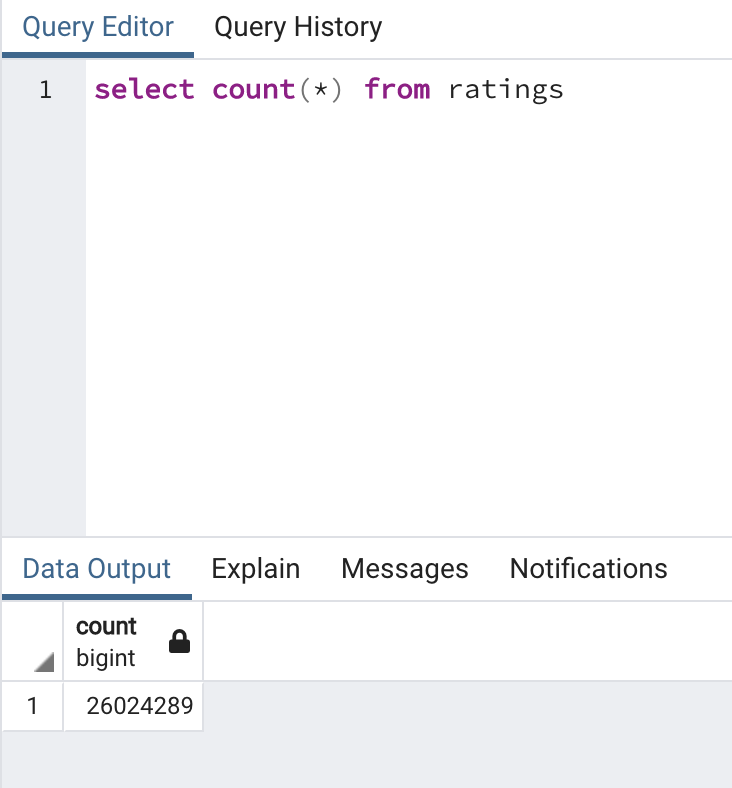 Query Editor Query History
1 select count(*) from ratings
Data Output Explain Messages Notifications
count
bigint
1 26024289